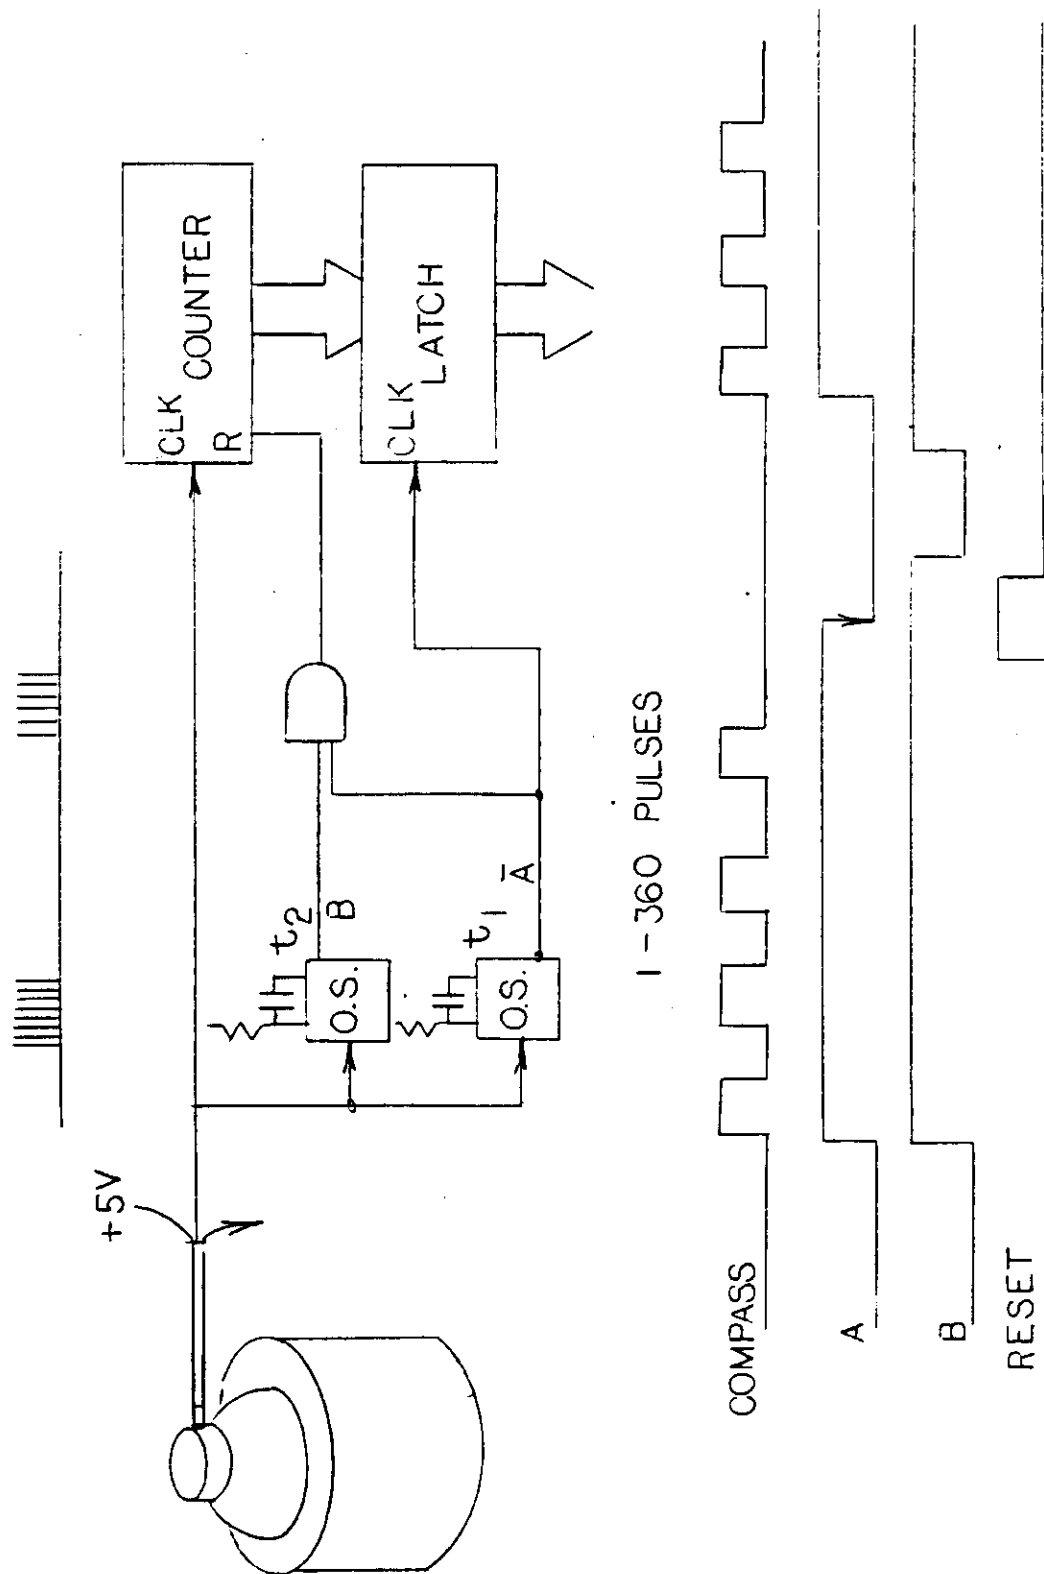 +5V
CLK
COUNTER
R
t2
B
O.S.
t1
A̅
O.S.
CLK
LATCH
1-360 PULSES
COMPASS
A
B
RESET